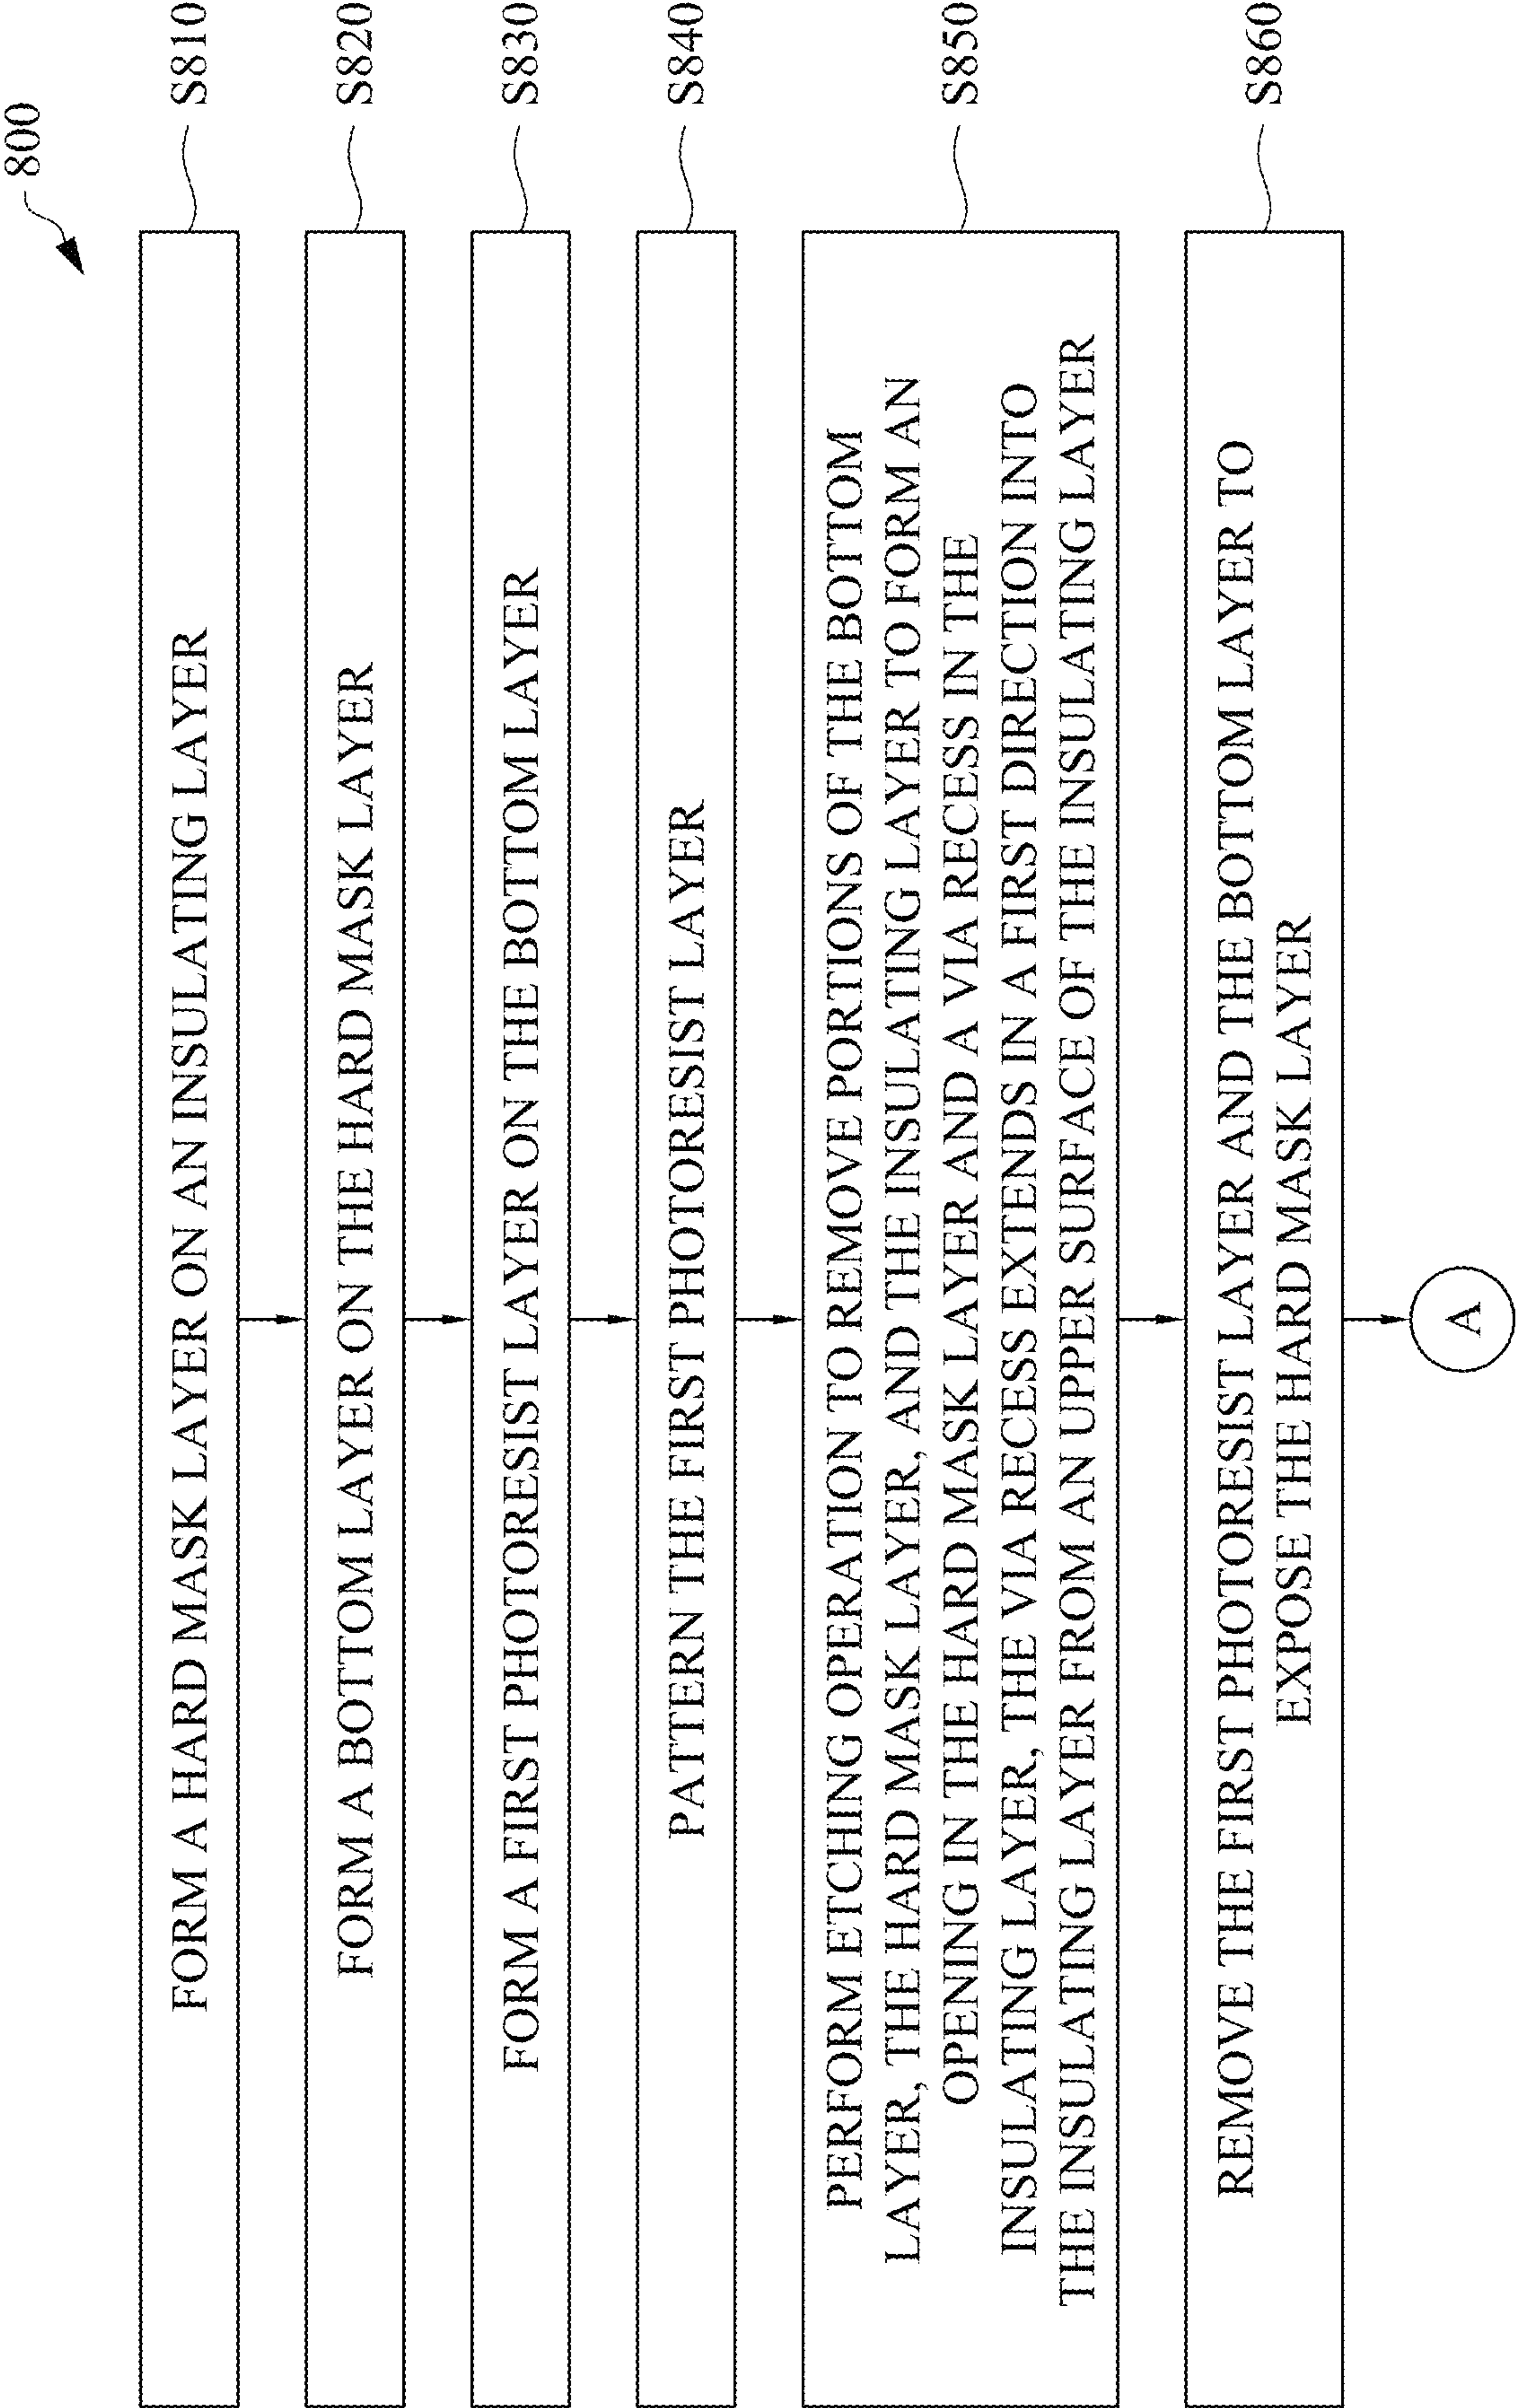 800
FORM A HARD MASK LAYER ON AN INSULATING LAYER
S810
FORM A BOTTOM LAYER ON THE HARD MASK LAYER
S820
FORM A FIRST PHOTORESIST LAYER ON THE BOTTOM LAYER
S830
PATTERN THE FIRST PHOTORESIST LAYER
S840
PERFORM ETCHING OPERATION TO REMOVE PORTIONS OF THE BOTTOM
LAYER, THE HARD MASK LAYER, AND THE INSULATING LAYER TO FORM AN
OPENING IN THE HARD MASK LAYER AND A VIA RECESS IN THE
INSULATING LAYER, THE VIA RECESS EXTENDS IN A FIRST DIRECTION INTO
THE INSULATING LAYER FROM AN UPPER SURFACE OF THE INSULATING LAYER
S850
REMOVE THE FIRST PHOTORESIST LAYER AND THE BOTTOM LAYER TO
EXPOSE THE HARD MASK LAYER
S860
A